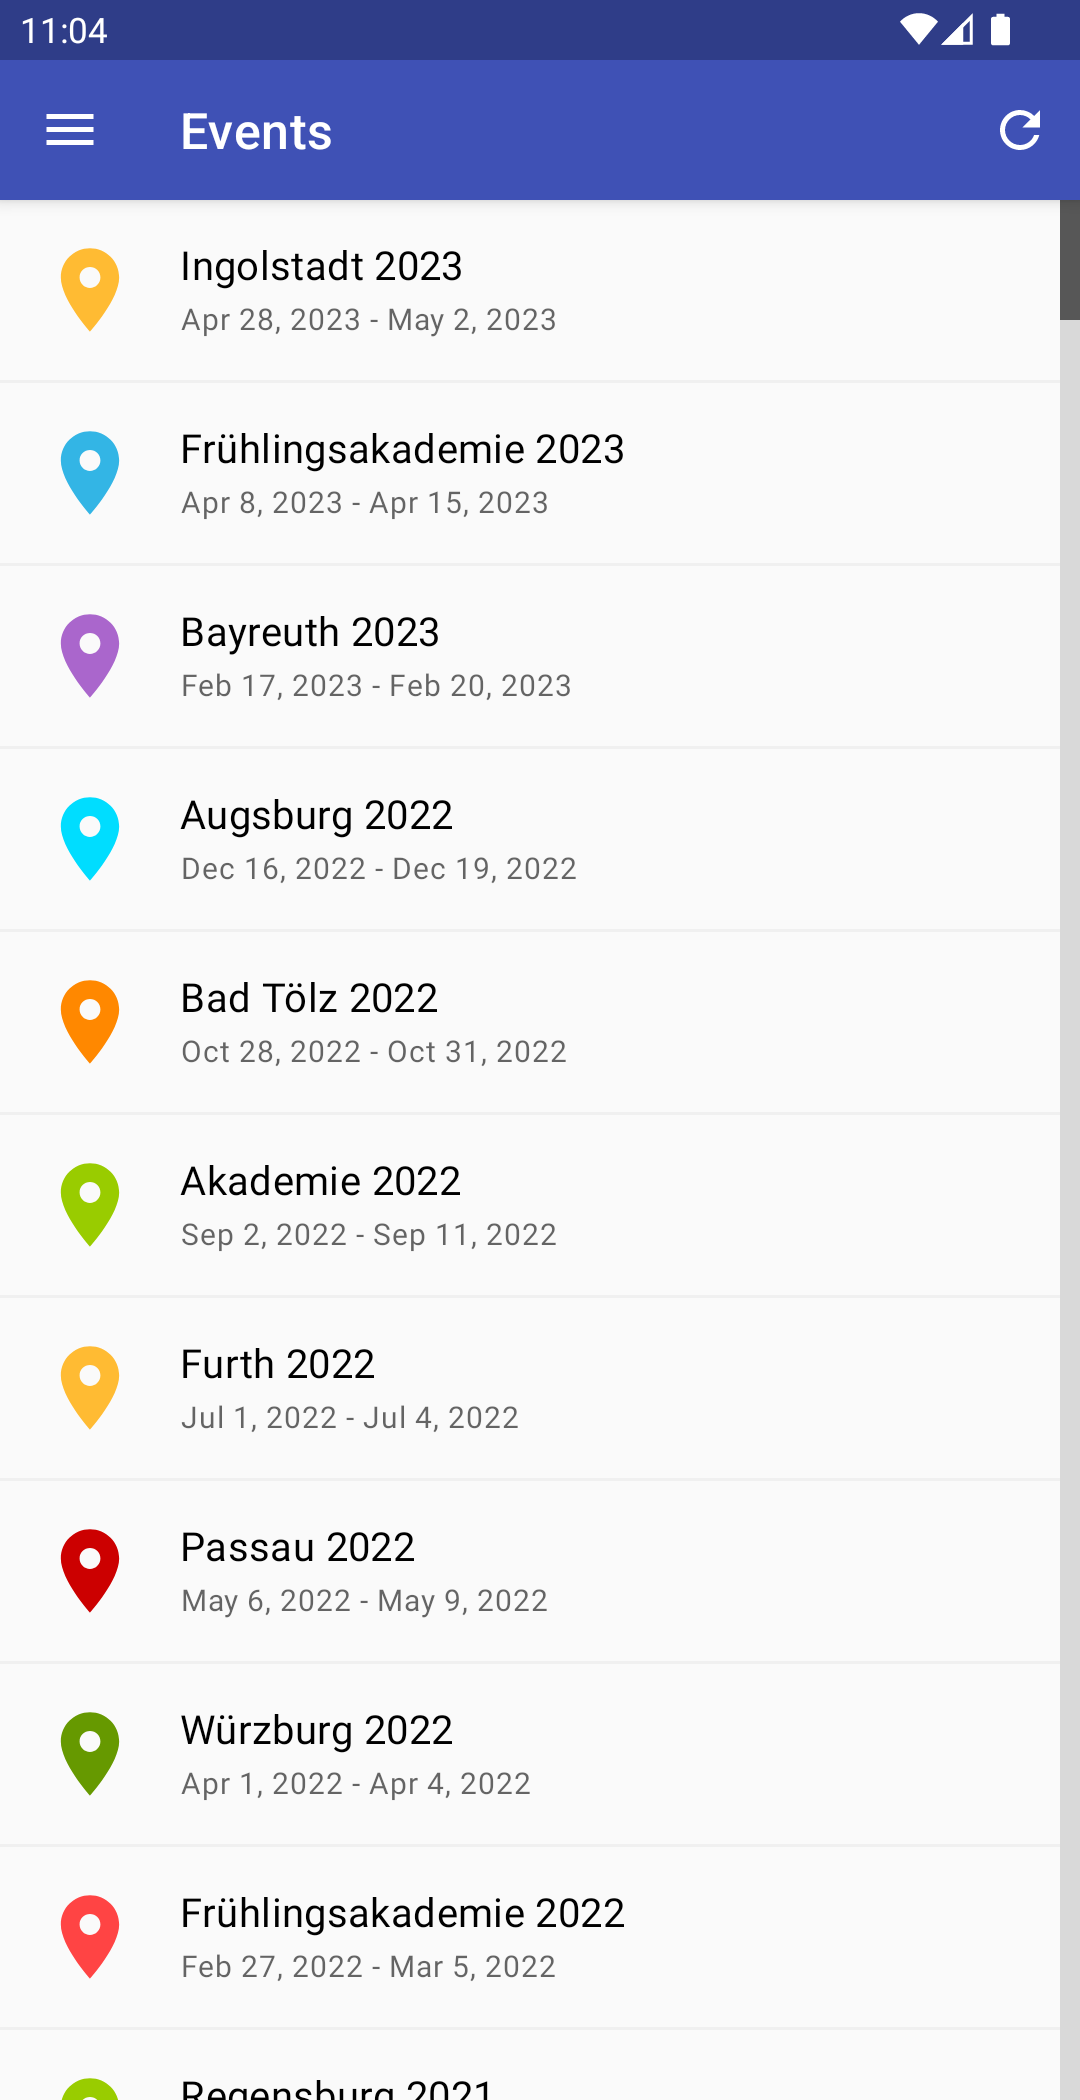 11:04
Events
Ingolstadt 2023
Apr 28, 2023 - May 2, 2023
Frühlingsakademie 2023
Apr 8, 2023 - Apr 15, 2023
Bayreuth 2023
Feb 17, 2023 - Feb 20, 2023
Augsburg 2022
Dec 16, 2022 - Dec 19, 2022
Bad Tölz 2022
Oct 28, 2022 - Oct 31, 2022
Akademie 2022
Sep 2, 2022 - Sep 11, 2022
Furth 2022
Jul 1, 2022 - Jul 4, 2022
Passau 2022
May 6, 2022 - May 9, 2022
Würzburg 2022
Apr 1, 2022 - Apr 4, 2022
Frühlingsakademie 2022
Feb 27, 2022 - Mar 5, 2022
Regensburg 2021